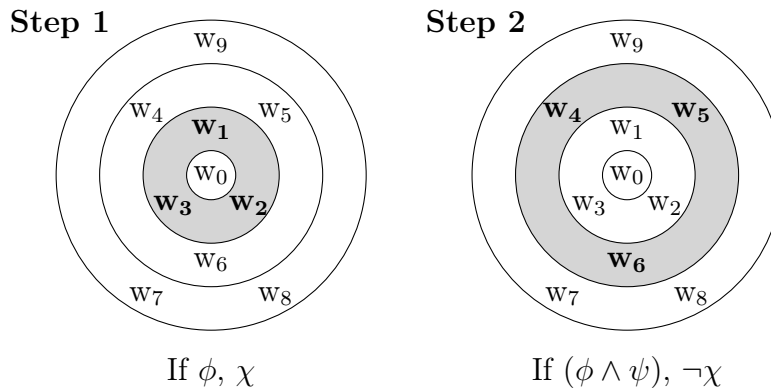 Step 1
w₉
w₄ w₅
w₁
w₀
w₃ w₂
w₆
w₇ w₈
If ϕ, χ
Step 2
w₉
w₄ w₅
w₁
w₀
w₃ w₂
w₆
w₇ w₈
If (ϕ ∧ ψ), ¬χ